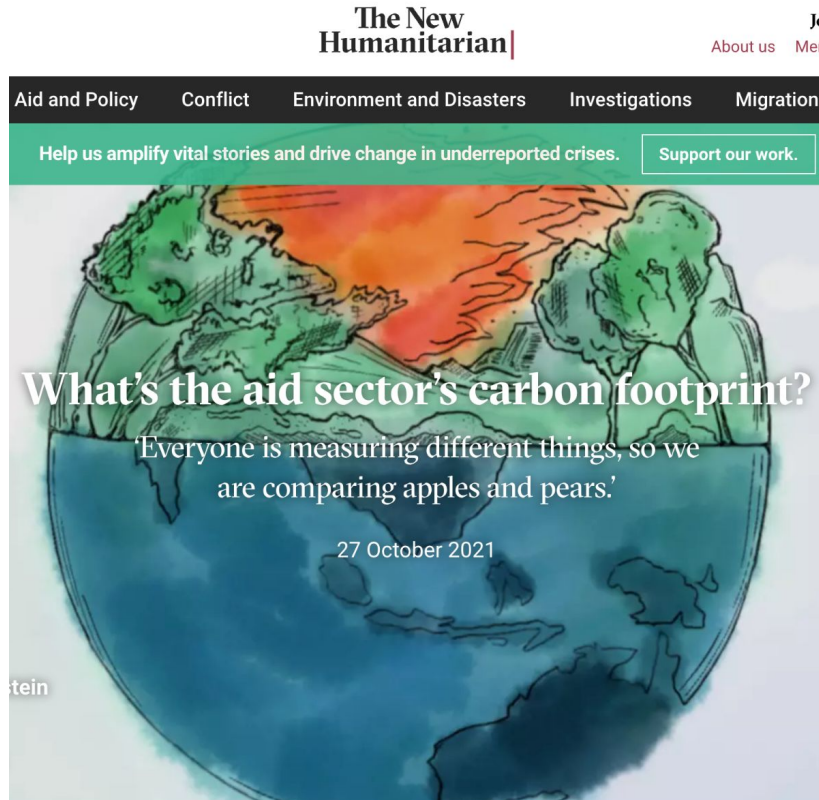 The New
Humanitarian
About us
Aid and Policy Conflict Environment and Disasters Investigations Migration
Help us amplify vital stories and drive change in underreported crises. Support our work.
What’s the aid sector’s carbon footprint?
‘Everyone is measuring different things, so we
are comparing apples and pears.’
27 October 2021
stein